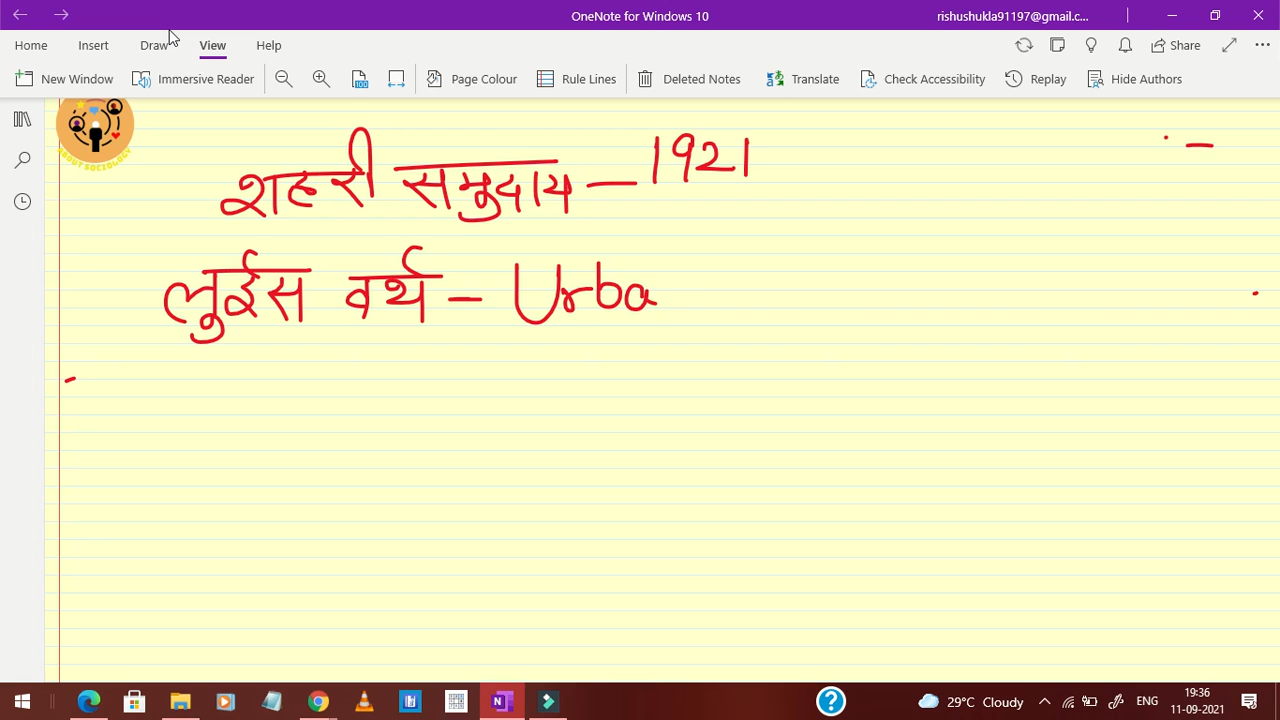 OneNote for Windows 10
rishushukla91197@gmail.c...
Home Insert Draw View Help
Share
New Window Immersive Reader Page Colour Rule Lines Deleted Notes Translate Check Accessibility Replay Hide Authors
ABOUT SOCIOLOGY
शहरी समुदाय - 1921
लुईस वर्थ - Urba
29°C Cloudy
ENG
19:36
11-09-2021